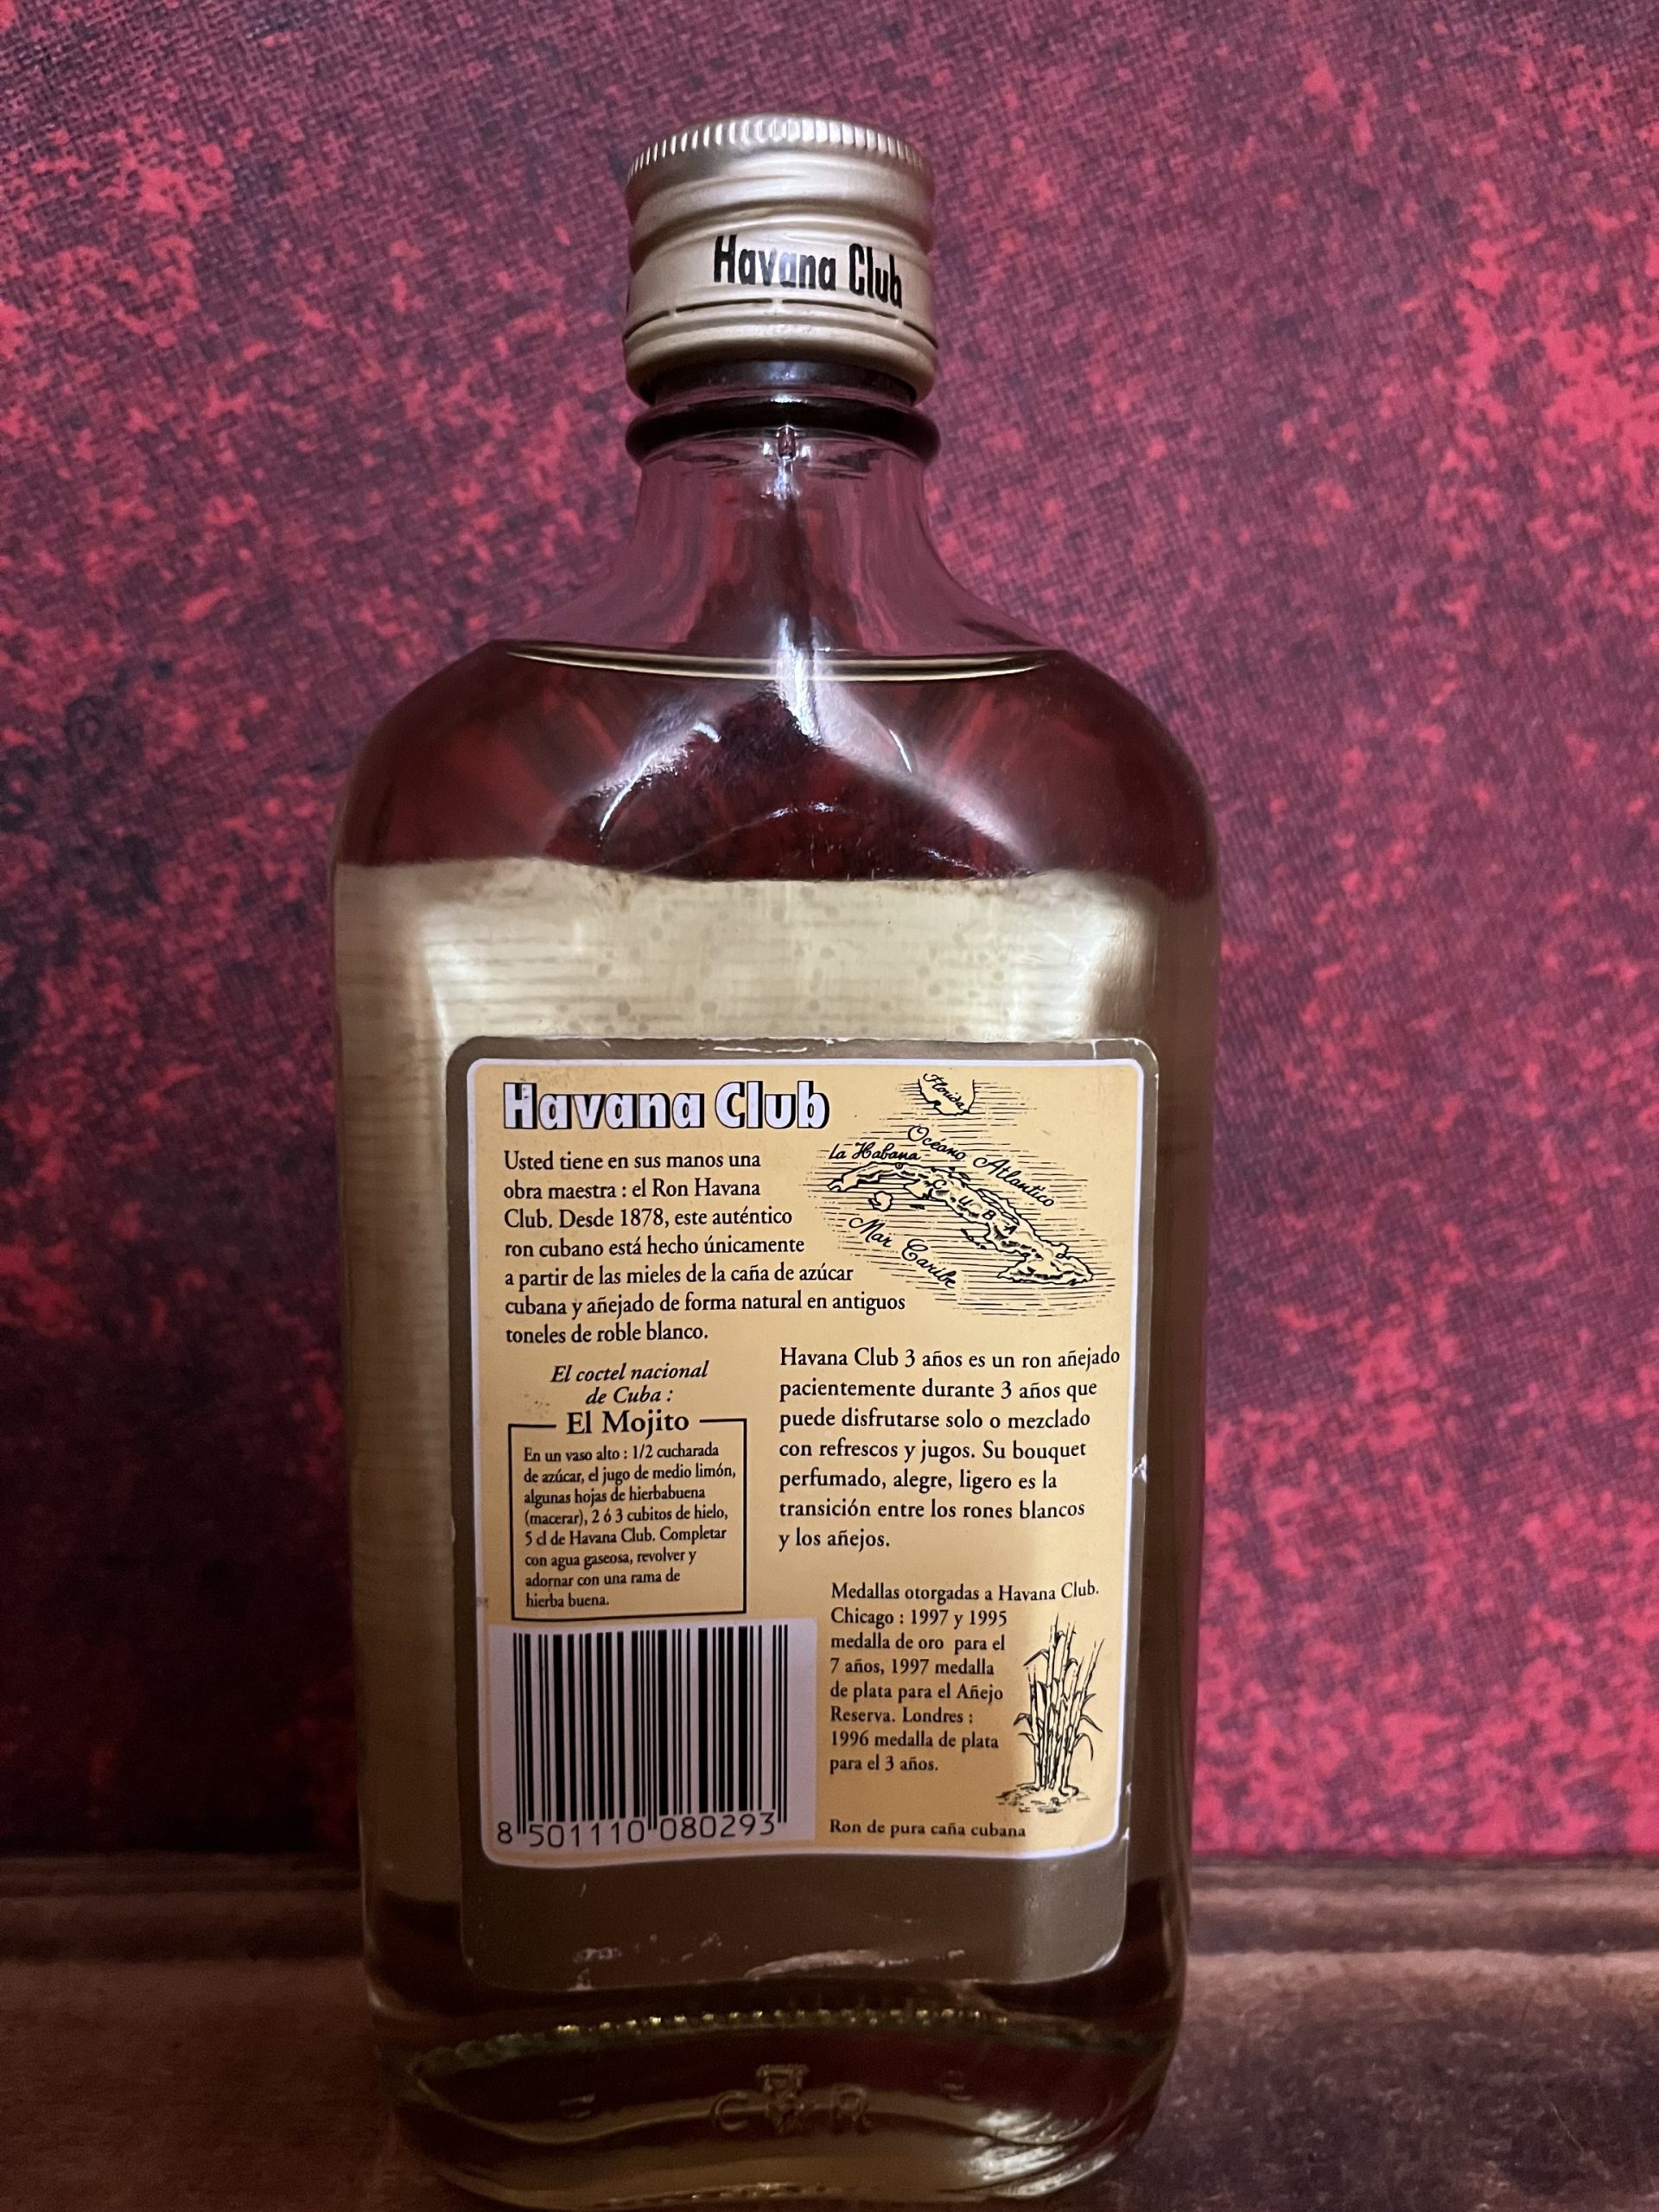 Havana Club
Havana Club
Florida
Océano Atlantico
La Habana
CUBA
Mar Caribe
Usted tiene en sus manos una
obra maestra : el Ron Havana
Club. Desde 1878, este auténtico
ron cubano está hecho únicamente
a partir de las mieles de la caña de azúcar
cubana y añejado de forma natural en antiguos
toneles de roble blanco.
El coctel nacional
de Cuba :
El Mojito
En un vaso alto : 1/2 cucharada
de azúcar, el jugo de medio limón,
algunas hojas de hierbabuena
(macerar), 2 ó 3 cubitos de hielo,
5 cl de Havana Club. Completar
con agua gaseosa, revolver y
adornar con una rama de
hierba buena.
Havana Club 3 años es un ron añejado
pacientemente durante 3 años que
puede disfrutarse solo o mezclado
con refrescos y jugos. Su bouquet
perfumado, alegre, ligero es la
transición entre los rones blancos
y los añejos.
Medallas otorgadas a Havana Club.
Chicago : 1997 y 1995
medalla de oro para el
7 años, 1997 medalla
de plata para el Añejo
Reserva. Londres :
1996 medalla de plata
para el 3 años.
Ron de pura caña cubana
8 501110 080293